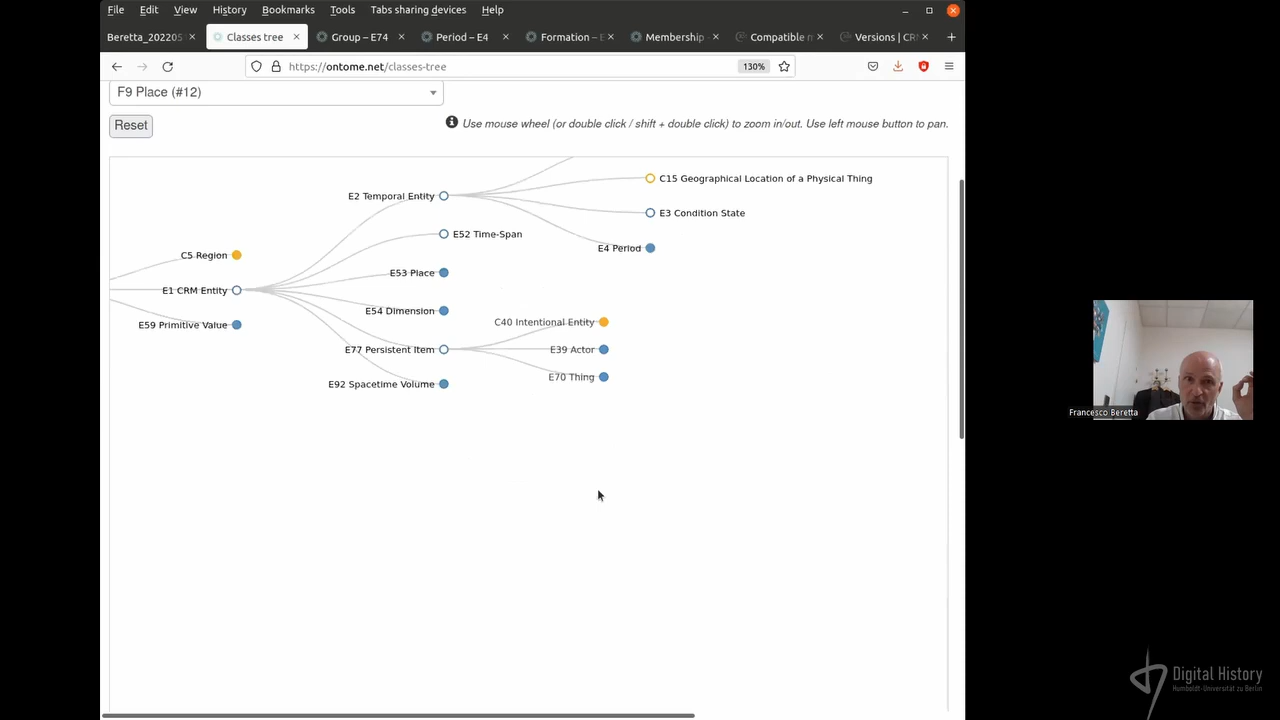 File Edit View History Bookmarks Tools Tabs sharing devices Help
Beretta_20220 Classes tree Group – E74 Period – E4 Formation – Membership - Compatible Versions | CR
https://ontome.net/classes-tree 130%
F9 Place (#12)
Reset
Use mouse wheel (or double click / shift + double click) to zoom in/out. Use left mouse button to pan.
C15 Geographical Location of a Physical Thing
E2 Temporal Entity
E3 Condition State
E52 Time-Span
E4 Period
C5 Region
E53 Place
E1 CRM Entity
E54 Dimension
C40 Intentional Entity
E59 Primitive Value
E77 Persistent Item
E39 Actor
E70 Thing
E92 Spacetime Volume
Francesco Beretta
Digital History
Humboldt-Universität zu Berlin